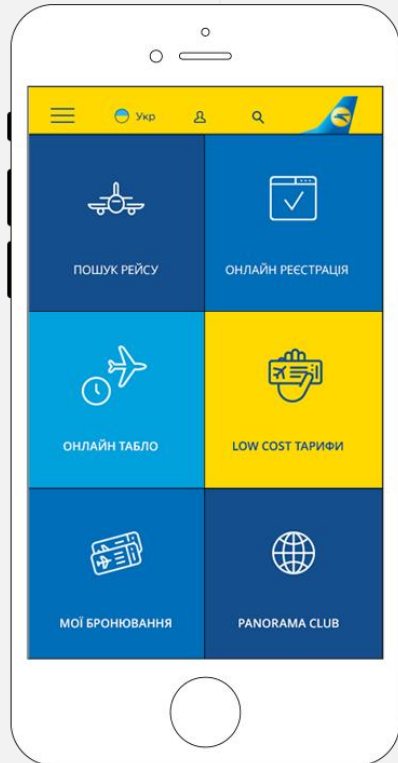 Укр
ПОШУК РЕЙСУ
ОНЛАЙН РЕЄСТРАЦІЯ
ОНЛАЙН ТАБЛО
LOW COST ТАРИФИ
МОЇ БРОНЮВАННЯ
PANORAMA CLUB